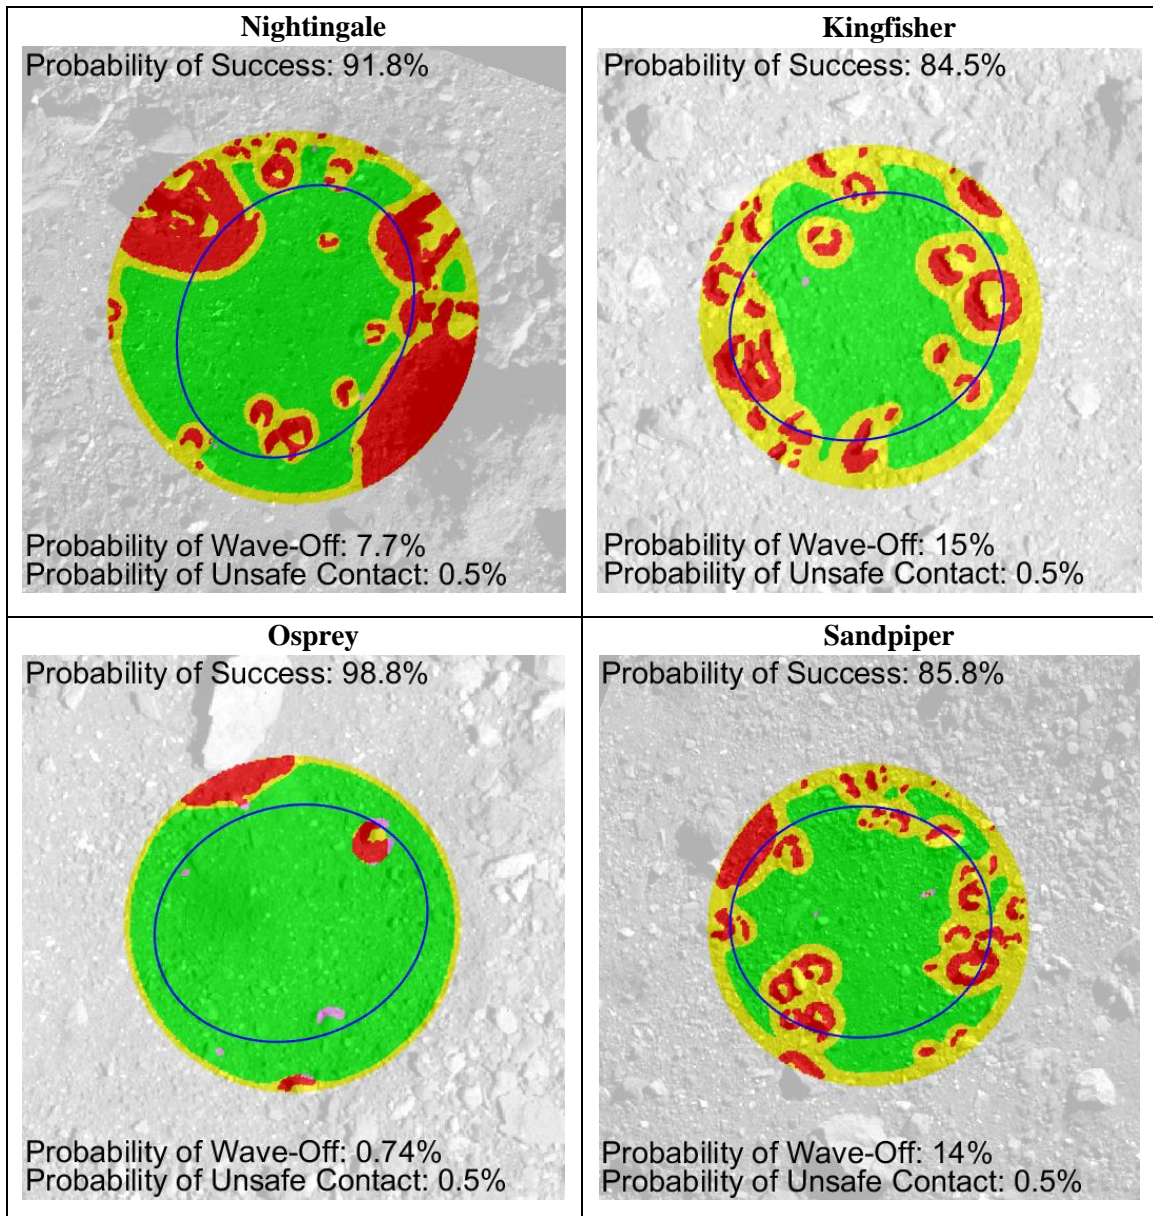 Nightingale
Probability of Success: 91.8%
Probability of Wave-Off: 7.7%
Probability of Unsafe Contact: 0.5%
Kingfisher
Probability of Success: 84.5%
Probability of Wave-Off: 15%
Probability of Unsafe Contact: 0.5%
Osprey
Probability of Success: 98.8%
Probability of Wave-Off: 0.74%
Probability of Unsafe Contact: 0.5%
Sandpiper
Probability of Success: 85.8%
Probability of Wave-Off: 14%
Probability of Unsafe Contact: 0.5%